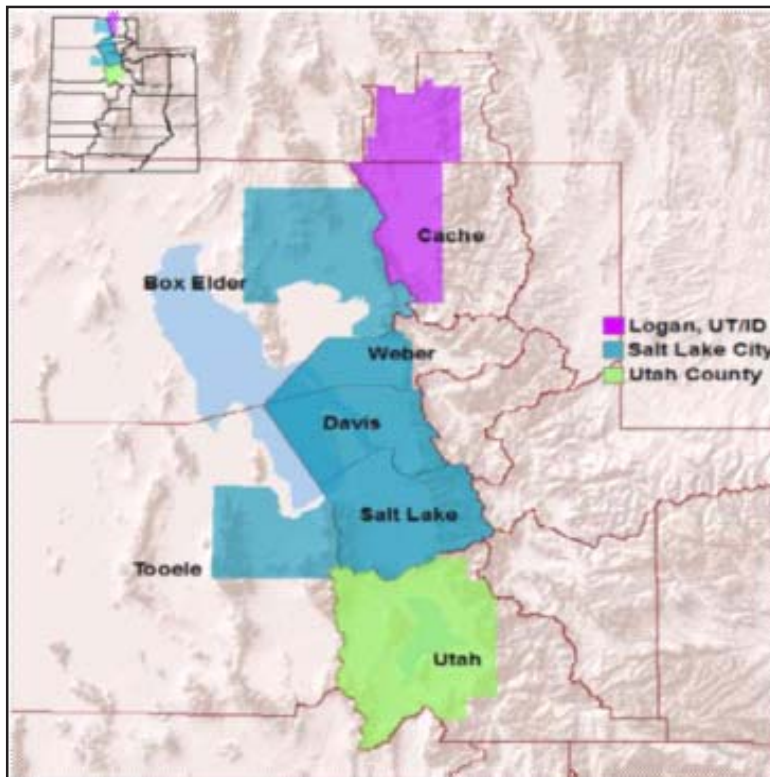 Cache
Box Elder
Logan, UT/ID
Salt Lake City
Utah County
Weber
Davis
Salt Lake
Tooele
Utah